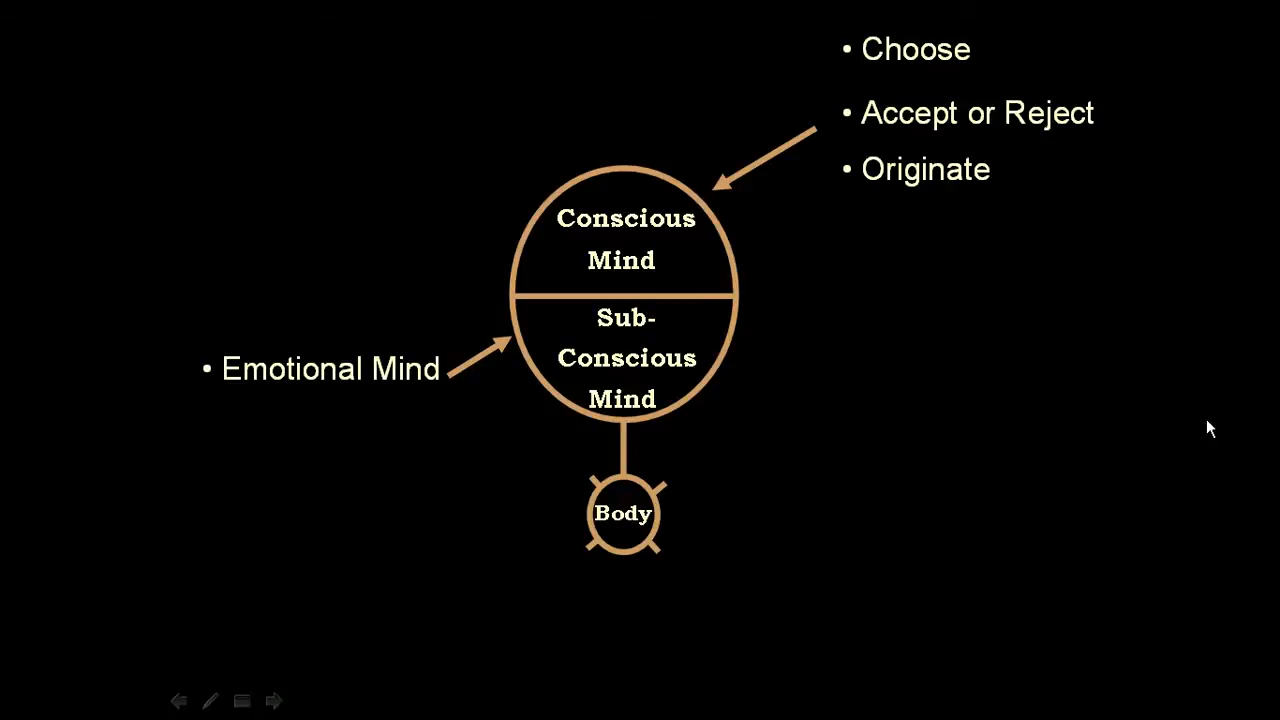 • Choose
• Accept or Reject
• Originate
Conscious
Mind
Sub-
Conscious
Mind
• Emotional Mind
Body